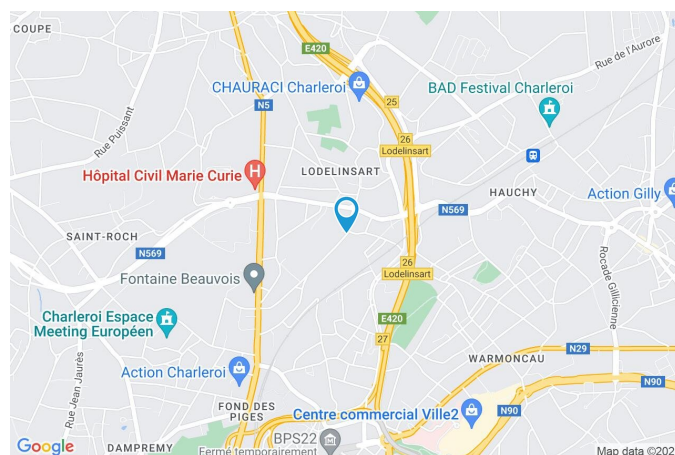 COUPE
E420
Rue de l'Aurore
CHAURACI Charleroi
BAD Festival Charleroi
25
N5
Rue Puissant
26
Lodelinsart
LODELINSART
Hôpital Civil Marie Curie
H
HAUCHY
Action Gilly
N569
SAINT-ROCH
N569
26
Lodelinsart
Fontaine Beauvois
Rocade Gillicienne
Charleroi Espace
Meeting Européen
E420
27
N29
WARMONCAU
Rue Jean Jaurès
Action Charleroi
N90
FOND DES
PIGES
Centre commercial Ville2
N90
BPS22
Fermé temporairement
Google
DAMPREMY
Map data ©202